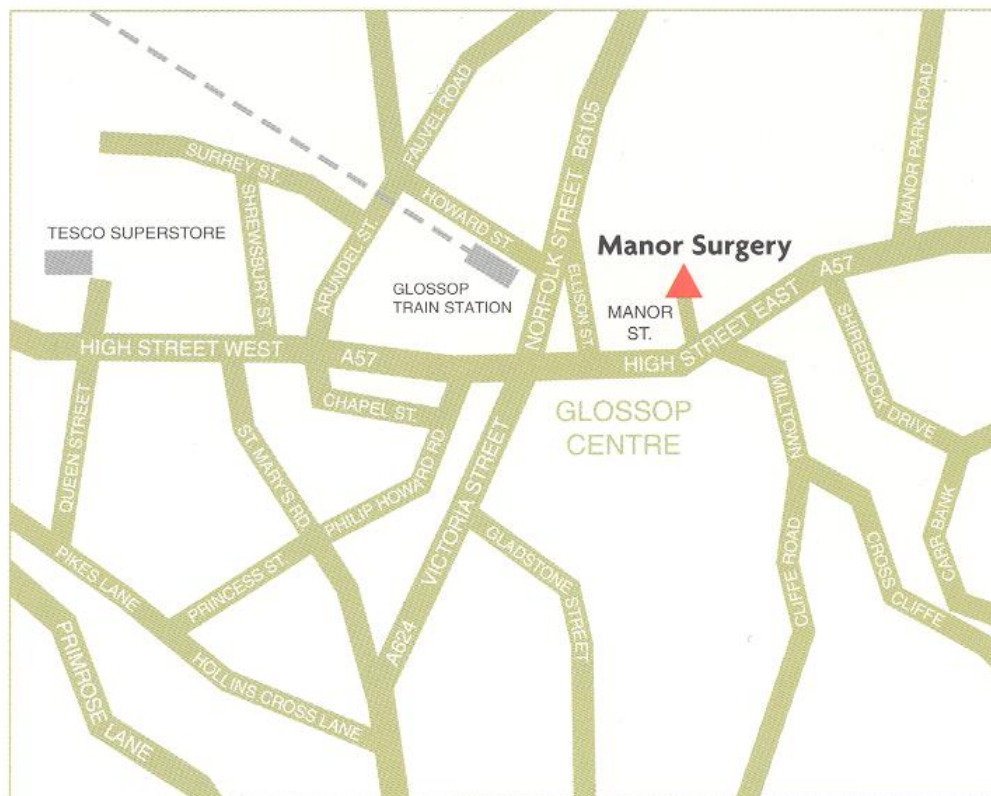 FAUVEL ROAD
NORFOLK STREET B6105
MANOR PARK ROAD
SURREY ST.
HOWARD ST.
SHREWSBURY ST.
TESCO SUPERSTORE
ARUNDEL ST.
Manor Surgery
ELLISON ST.
GLOSSOP
TRAIN STATION
MANOR
ST.
HIGH STREET EAST
A57
HIGH STREET WEST
A57
SHIREBROOK DRIVE
CHAPEL ST.
GLOSSOP
CENTRE
MILLTOWN
QUEEN STREET
ST. MARY'S RD.
PHILIP HOWARD RD
VICTORIA STREET
A624
GLADSTONE STREET
CLIFFE ROAD
CROSS CLIFFE
CARR BANK
PIKES LANE
PRINCESS ST.
HOLLINS CROSS LANE
PRIMROSE LANE